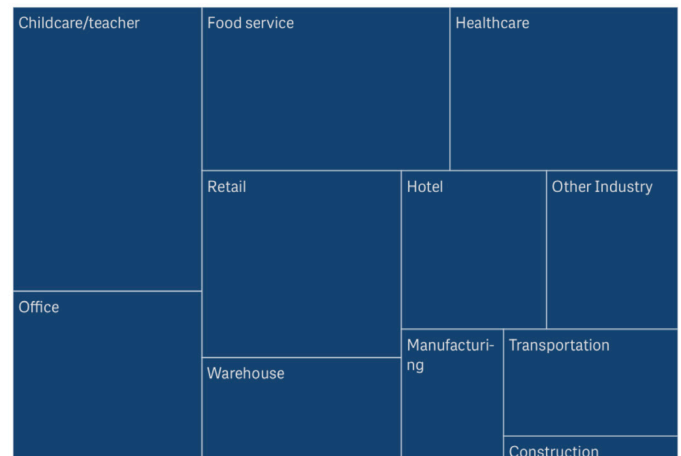 Childcare/teacher
Food service
Healthcare
Retail
Hotel
Other Industry
Office
Manufacturi-
ng
Transportation
Warehouse
Construction